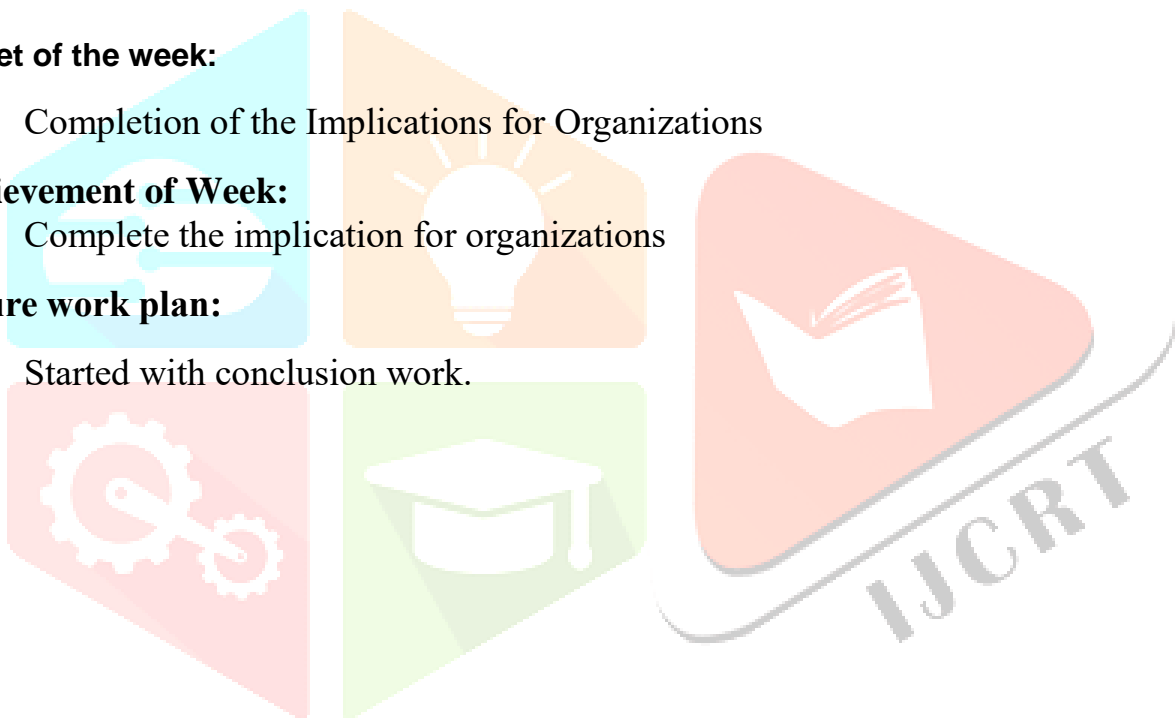 et of the week:
Completion of the Implications for Organizations
ievement of Week:
Complete the implication for organizations
ure work plan:
Started with conclusion work.
IJCRT